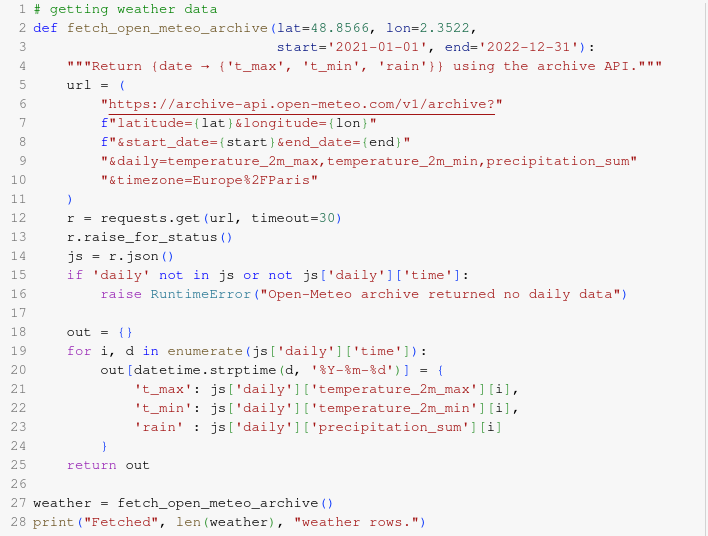 1 # getting weather data
2 def fetch_open_meteo_archive(lat=48.8566, lon=2.3522,
3                              start='2021-01-01', end='2022-12-31'):
4     """Return {date → {'t_max', 't_min', 'rain'}} using the archive API."""
5     url = (
6         "https://archive-api.open-meteo.com/v1/archive?"
7         f"latitude={lat}&longitude={lon}"
8         f"&start_date={start}&end_date={end}"
9         "&daily=temperature_2m_max,temperature_2m_min,precipitation_sum"
10         "&timezone=Europe%2FParis"
11     )
12     r = requests.get(url, timeout=30)
13     r.raise_for_status()
14     js = r.json()
15     if 'daily' not in js or not js['daily']['time']:
16         raise RuntimeError("Open-Meteo archive returned no daily data")
17
18     out = {}
19     for i, d in enumerate(js['daily']['time']):
20         out[datetime.strptime(d, '%Y-%m-%d')] = {
21             't_max': js['daily']['temperature_2m_max'][i],
22             't_min': js['daily']['temperature_2m_min'][i],
23             'rain' : js['daily']['precipitation_sum'][i]
24         }
25     return out
26
27 weather = fetch_open_meteo_archive()
28 print("Fetched", len(weather), "weather rows.")